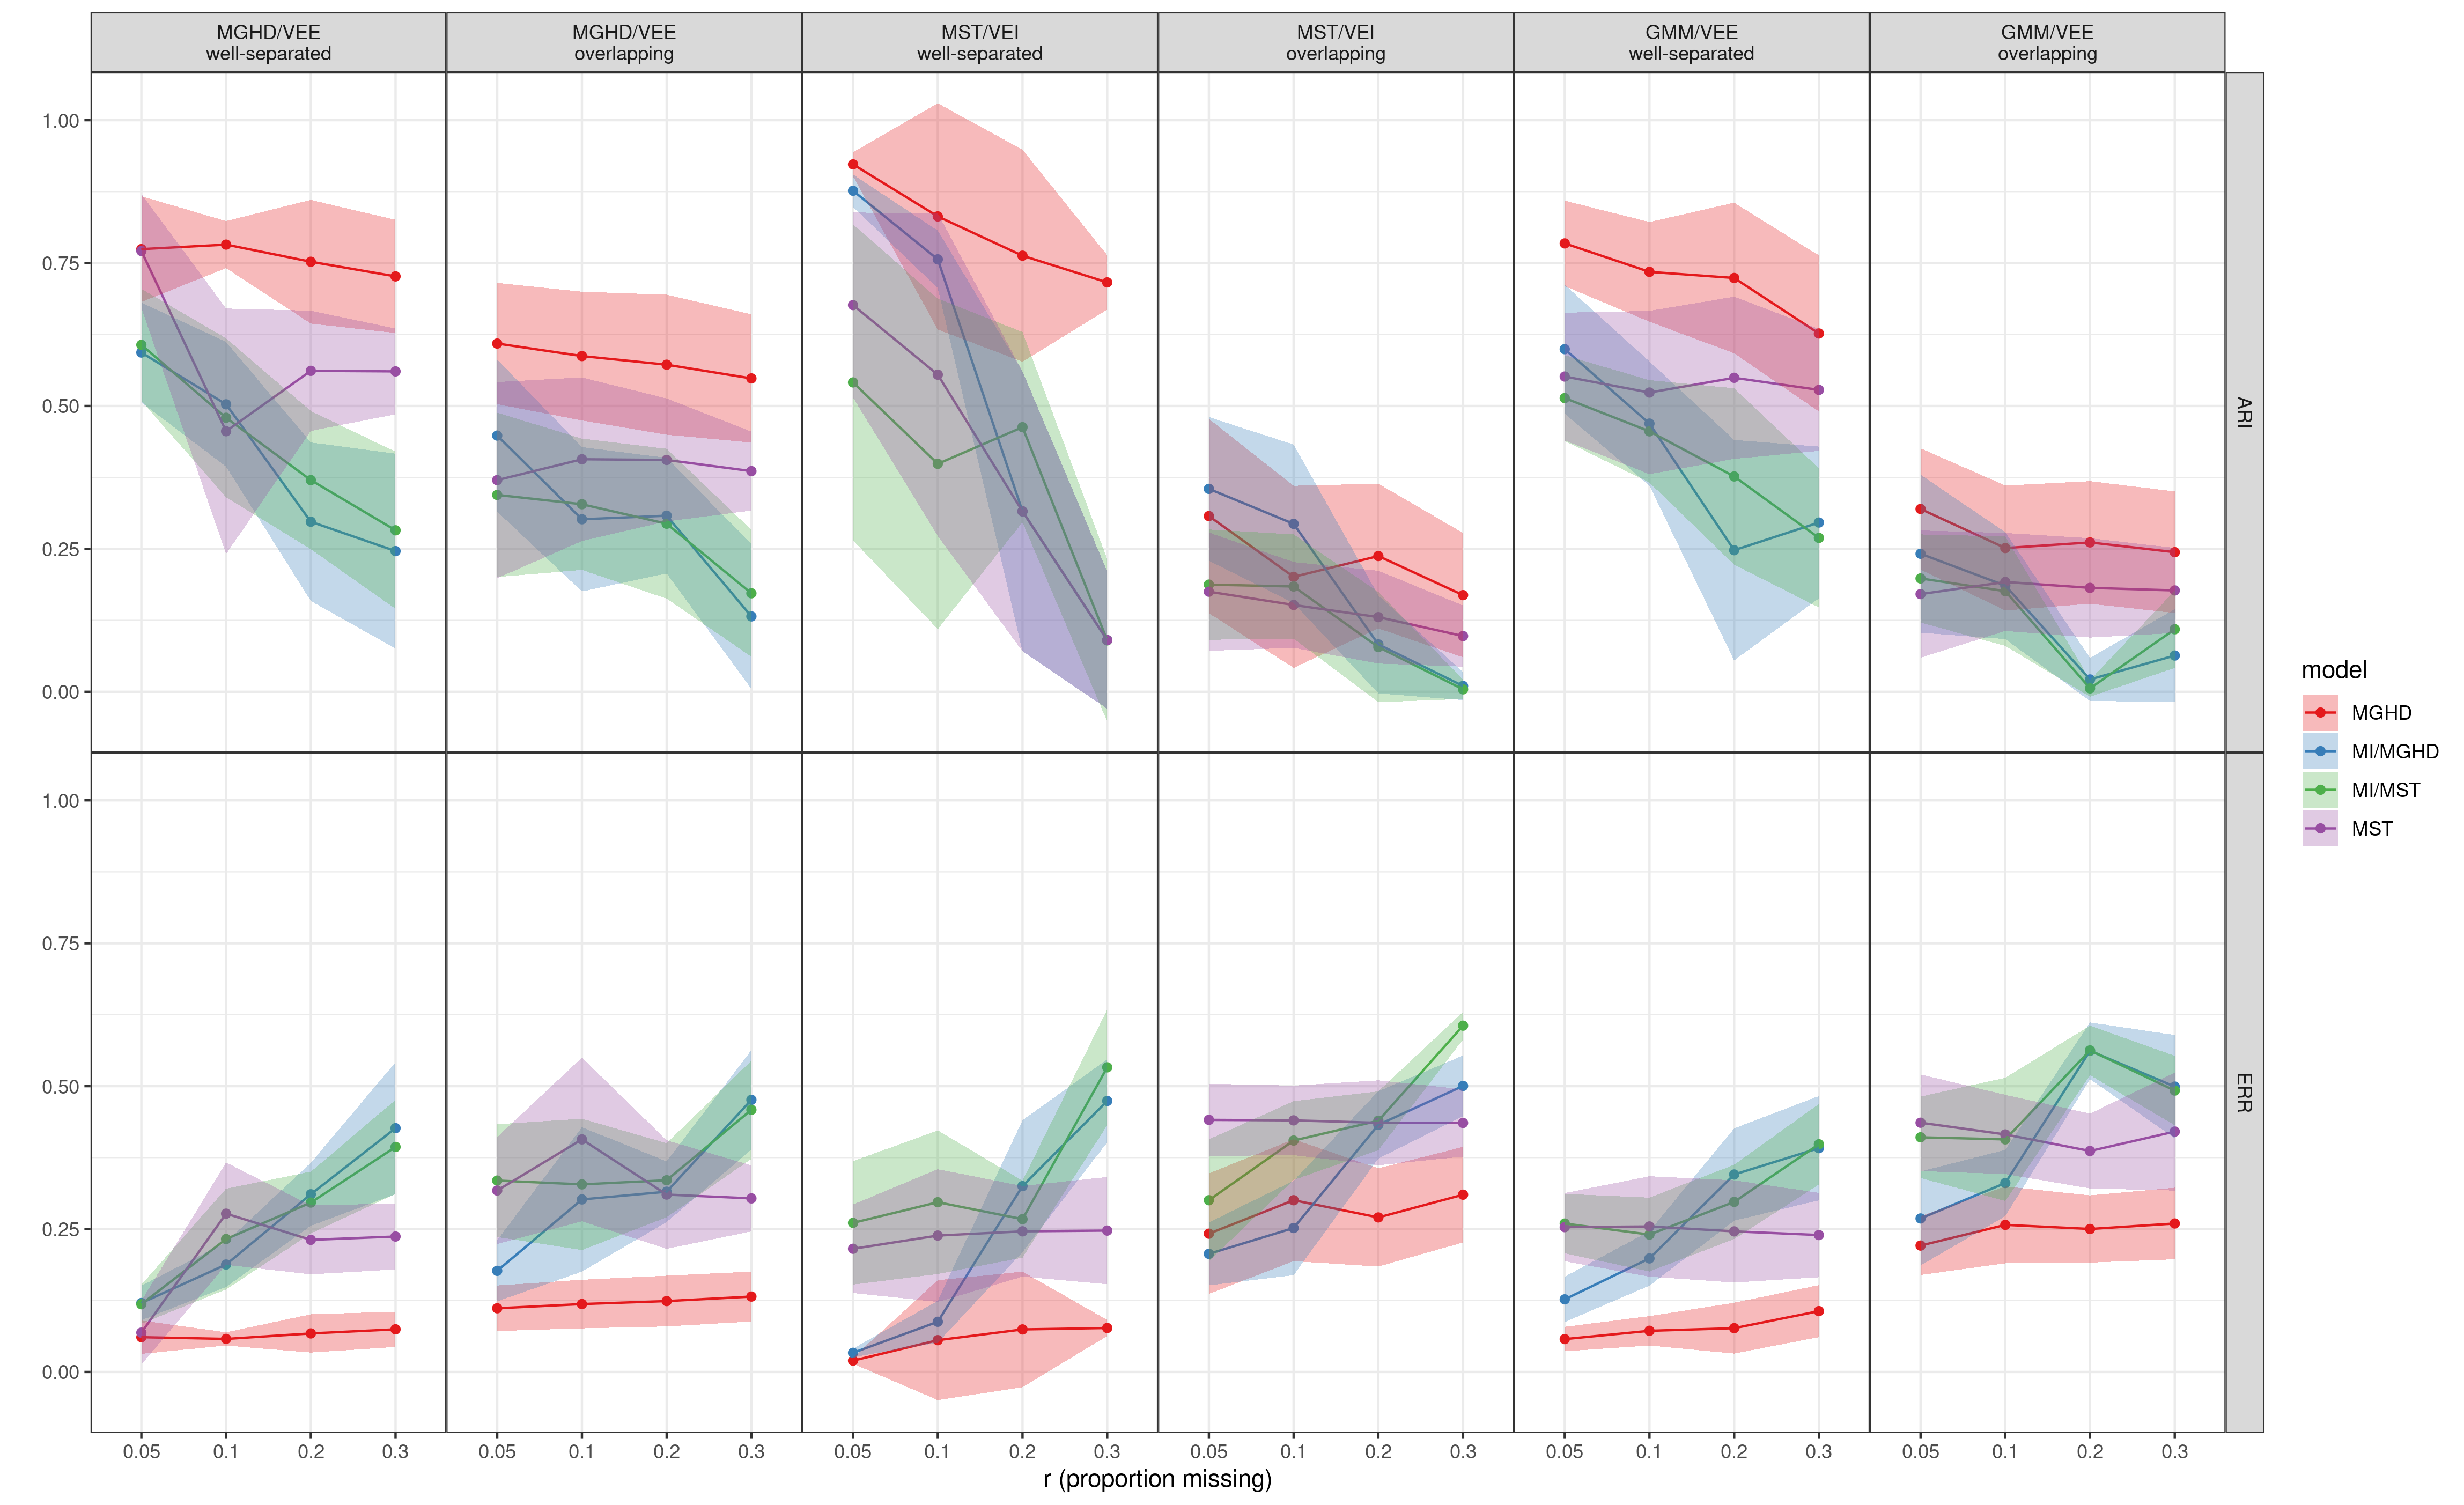 MGHD/VEE
well-separated
MGHD/VEE
overlapping
MST/VEI
well-separated
MST/VEI
overlapping
GMM/VEE
well-separated
GMM/VEE
overlapping
1.00
0.75
0.50
0.25
0.00
ARI
1.00
0.75
0.50
0.25
0.00
ERR
0.05 0.1 0.2 0.3
0.05 0.1 0.2 0.3
0.05 0.1 0.2 0.3
0.05 0.1 0.2 0.3
0.05 0.1 0.2 0.3
0.05 0.1 0.2 0.3
r (proportion missing)
model
MGHD
MI/MGHD
MI/MST
MST